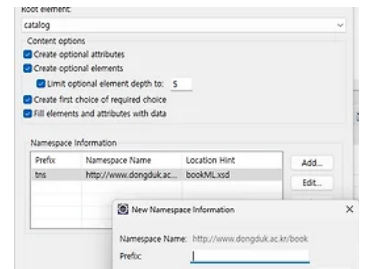 Root element:
catalog
Content options
Create optional attributes
Create optional elements
Limit optional element depth to: 5
Create first choice of required choice
Fill elements and attributes with data
Namespace Information
Prefix Namespace Name Location Hint
tns http://www.dongduk.ac... bookML.xsd
Add...
Edit...
New Namespace Information
Namespace Name: http://www.dongduk.ac.kr/book
Prefix: